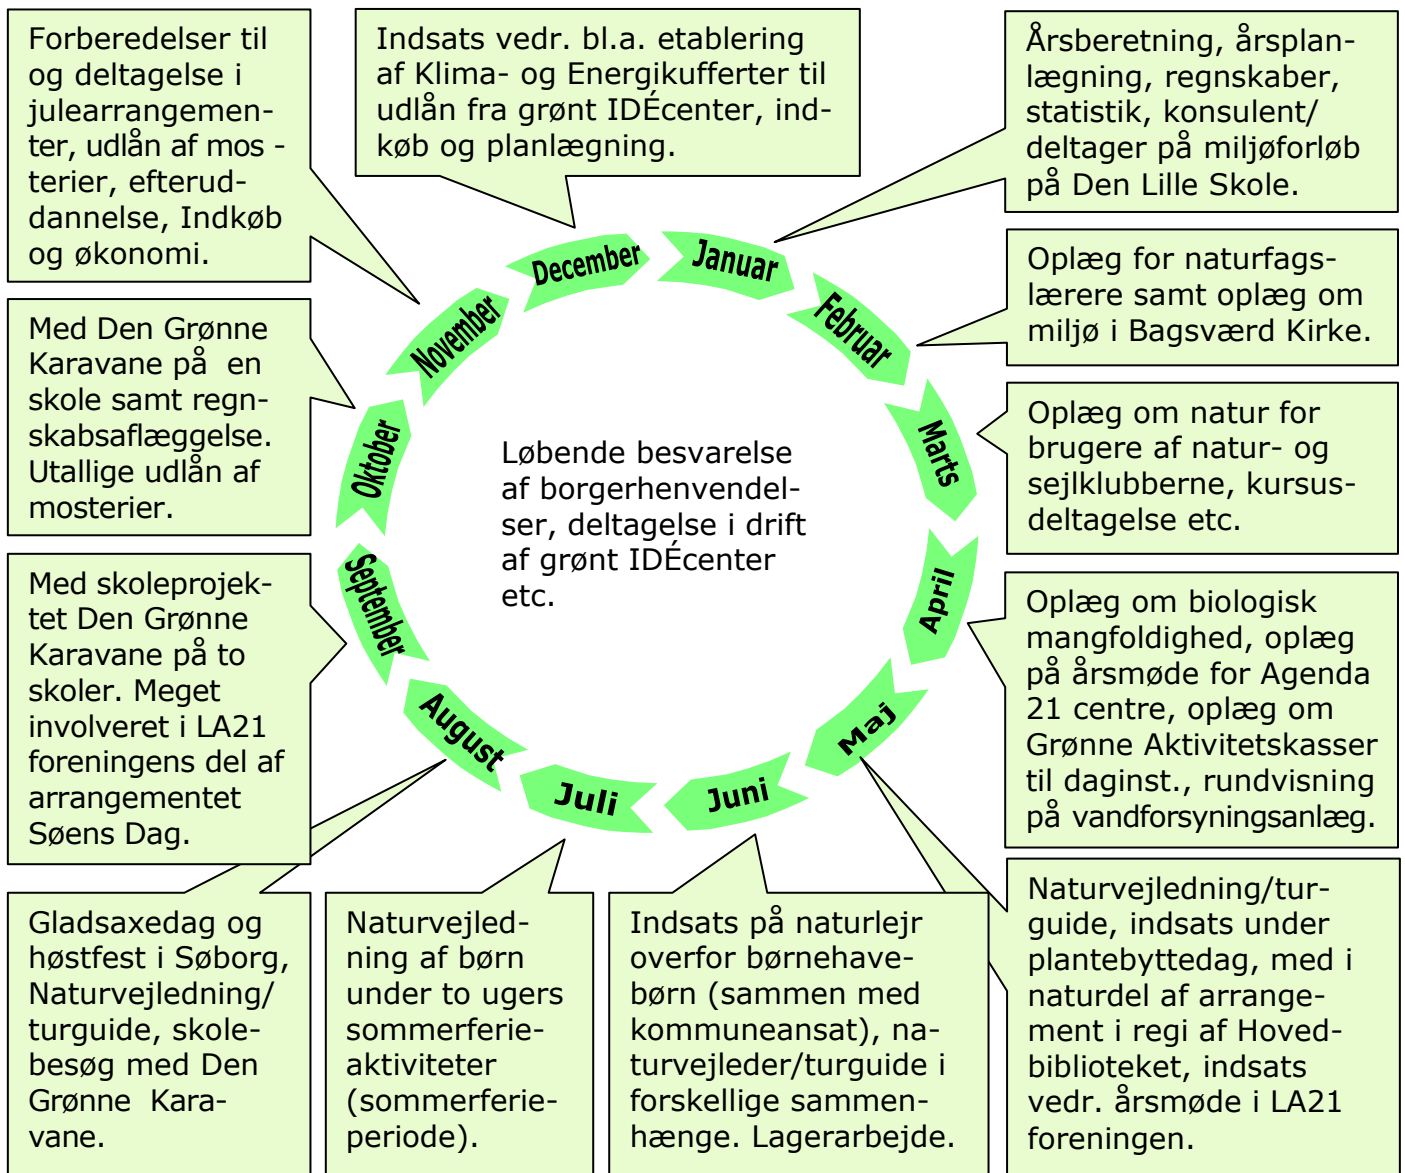 Forberedelser til
og deltagelse i
julearrangemen-
ter, udlån af mos -
terier, efterud-
dannelse, Indkøb
og økonomi.
Indsats vedr. bl.a. etablering
af Klima- og Energikufferter til
udlån fra grønt IDÉcenter, ind-
køb og planlægning.
Årsberetning, årsplan-
lægning, regnskaber,
statistik, konsulent/
deltager på miljøforløb
på Den Lille Skole.
Oplæg for naturfags-
lærere samt oplæg om
miljø i Bagsværd Kirke.
Oplæg om natur for
brugere af natur- og
sejlklubberne, kursus-
deltagelse etc.
Oplæg om biologisk
mangfoldighed, oplæg
på årsmøde for Agenda
21 centre, oplæg om
Grønne Aktivitetskasser
til daginst., rundvisning
på vandforsyningsanlæg.
Naturvejledning/tur-
guide, indsats under
plantebyttedag, med i
naturdel af arrange-
ment i regi af Hoved-
biblioteket, indsats
vedr. årsmøde i LA21
foreningen.
Indsats på naturlejr
overfor børnehave-
børn (sammen med
kommuneansat), na-
turvejleder/turguide i
forskellige sammen-
hænge. Lagerarbejde.
Naturvejled-
ning af børn
under to ugers
sommerferie-
aktiviteter
(sommerferie-
periode).
Gladsaxedag og
høstfest i Søborg,
Naturvejledning/
turguide, skole-
besøg med Den
Grønne Kara-
vane.
Med skoleprojek-
tet Den Grønne
Karavane på to
skoler. Meget
involveret i LA21
foreningens del af
arrangementet
Søens Dag.
Med Den Grønne
Karavane på en
skole samt regn-
skabsaflæggelse.
Utallige udlån af
mosterier.
Januar
Februar
Marts
April
Maj
Juni
Juli
August
September
Oktober
November
December
Løbende besvarelse
af borgerhenvendel-
ser, deltagelse i drift
af grønt IDÉcenter
etc.